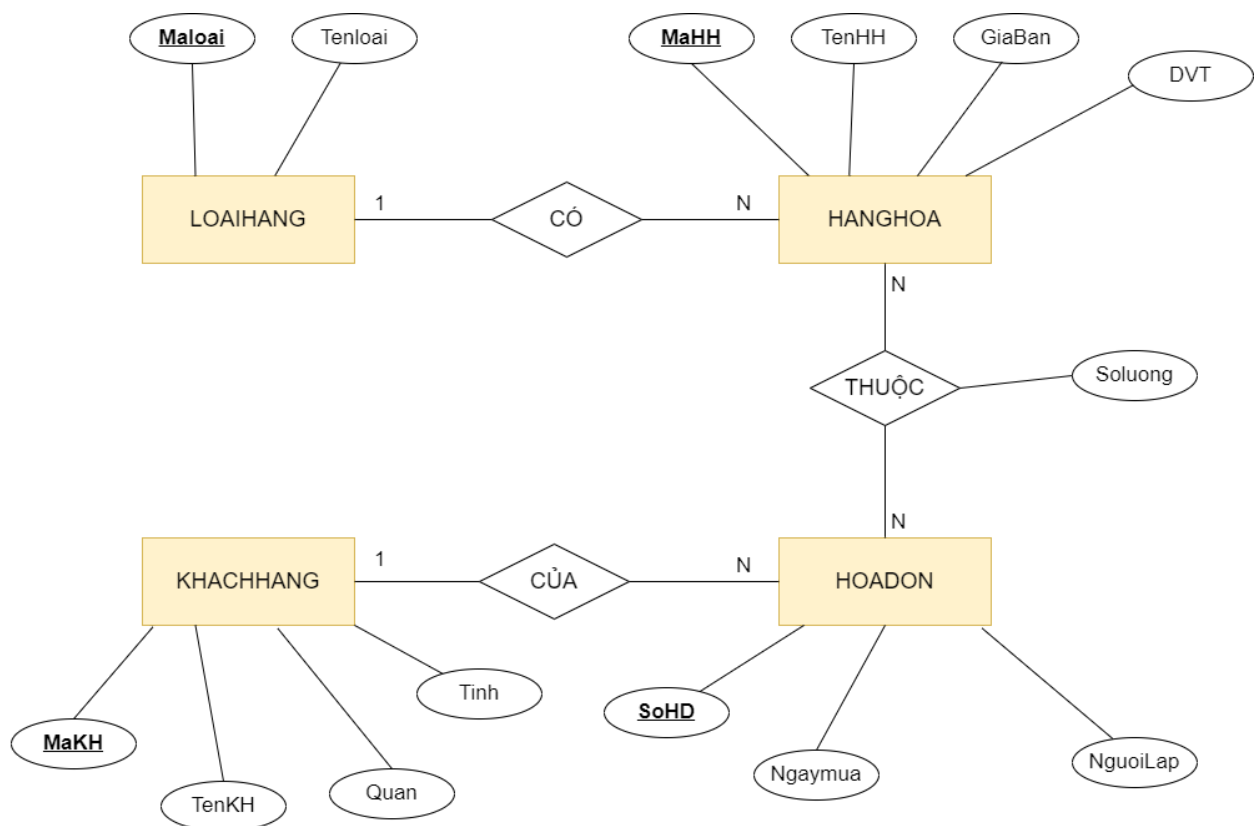 Maloai
Tenloai
MaHH
TenHH
GiaBan
DVT
LOAIHANG
1
CÓ
N
HANGHOA
N
THUỘC
Soluong
N
KHACHHANG
1
CỦA
N
HOADON
MaKH
TenKH
Quan
Tinh
SoHD
Ngaymua
NguoiLap